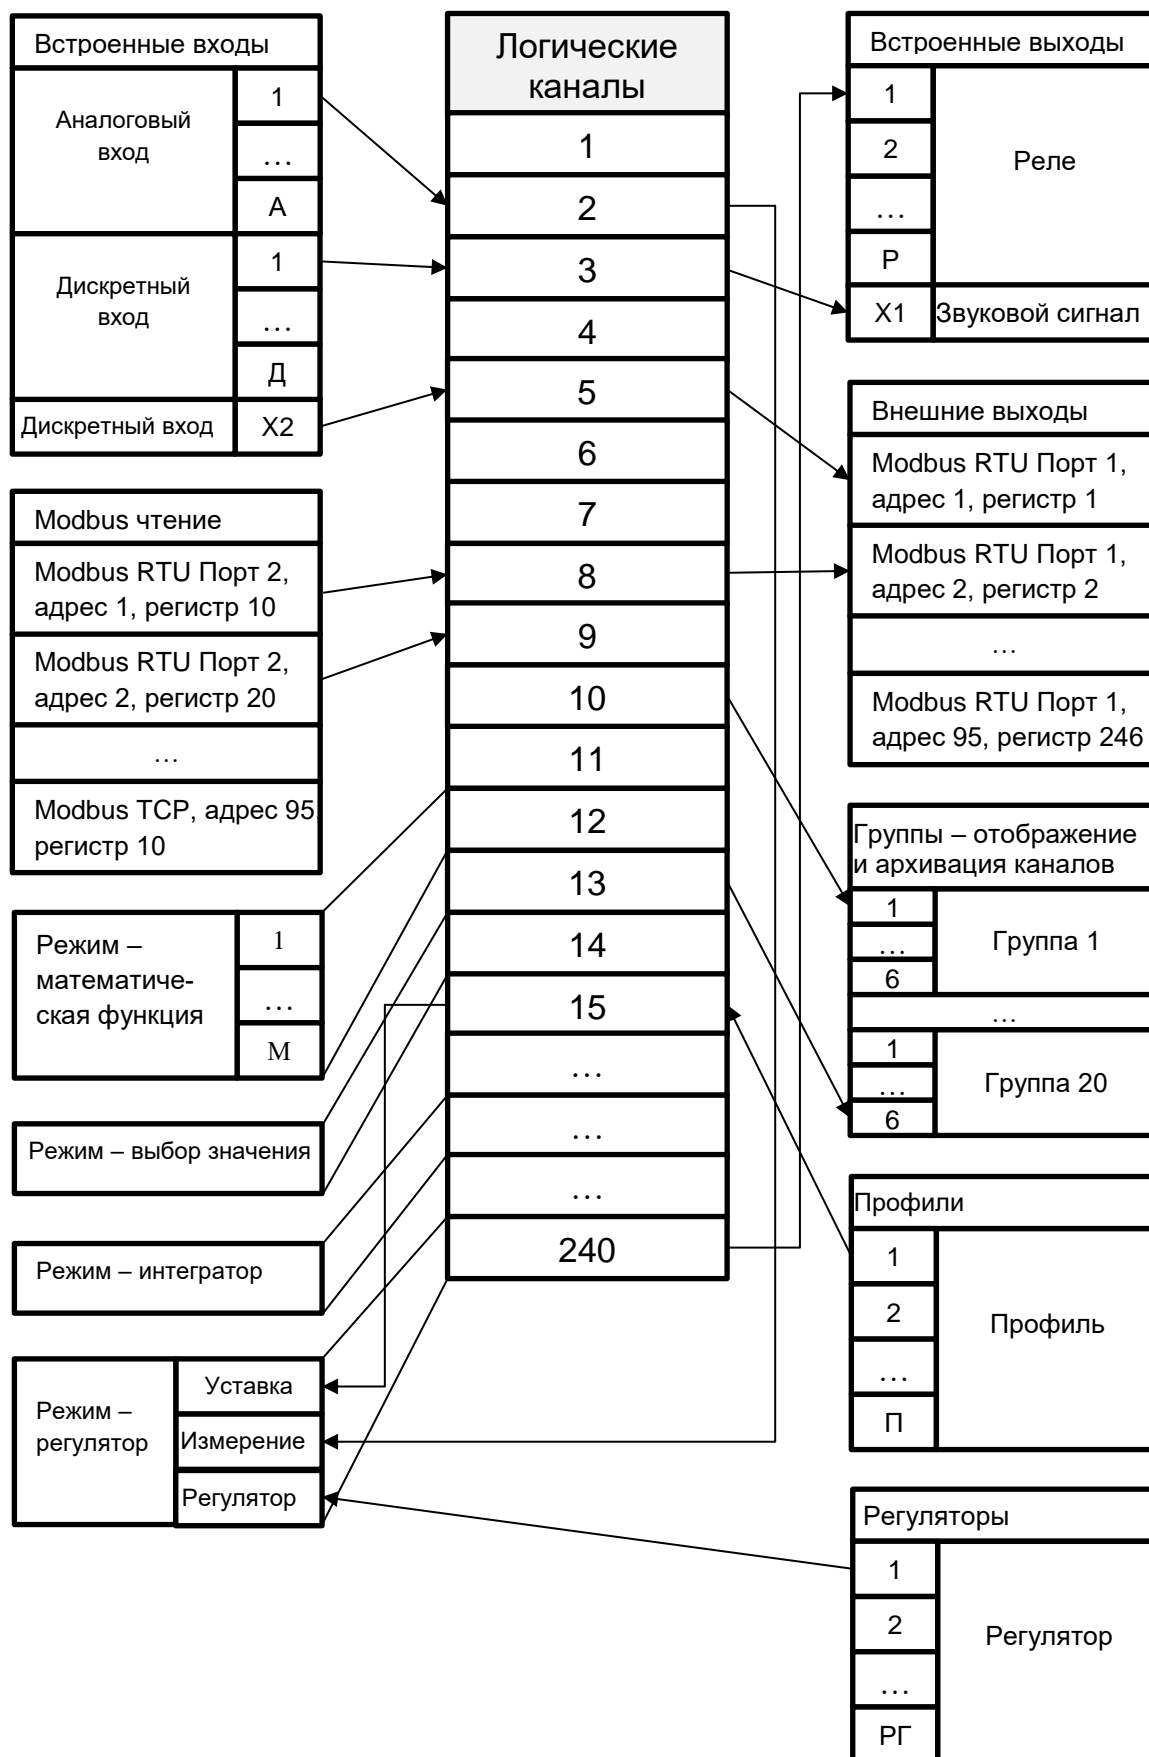 Встроенные входы
Аналоговый
вход
1
...
А
Дискретный
вход
1
...
Д
Дискретный вход
X2
Modbus чтение
Modbus RTU Порт 2,
адрес 1, регистр 10
Modbus RTU Порт 2,
адрес 2, регистр 20
...
Modbus TCP, адрес 95,
регистр 10
Режим –
математиче-
ская функция
1
...
М
Режим – выбор значения
Режим – интегратор
Режим –
регулятор
Уставка
Измерение
Регулятор
Логические
каналы
1
2
3
4
5
6
7
8
9
10
11
12
13
14
15
...
...
...
240
Встроенные выходы
1
2
...
Р
Реле
X1
Звуковой сигнал
Внешние выходы
Modbus RTU Порт 1,
адрес 1, регистр 1
Modbus RTU Порт 1,
адрес 2, регистр 2
...
Modbus RTU Порт 1,
адрес 95, регистр 246
Группы – отображение
и архивация каналов
1
...
6
Группа 1
...
1
...
6
Группа 20
Профили
1
2
...
П
Профиль
Регуляторы
1
2
...
РГ
Регулятор